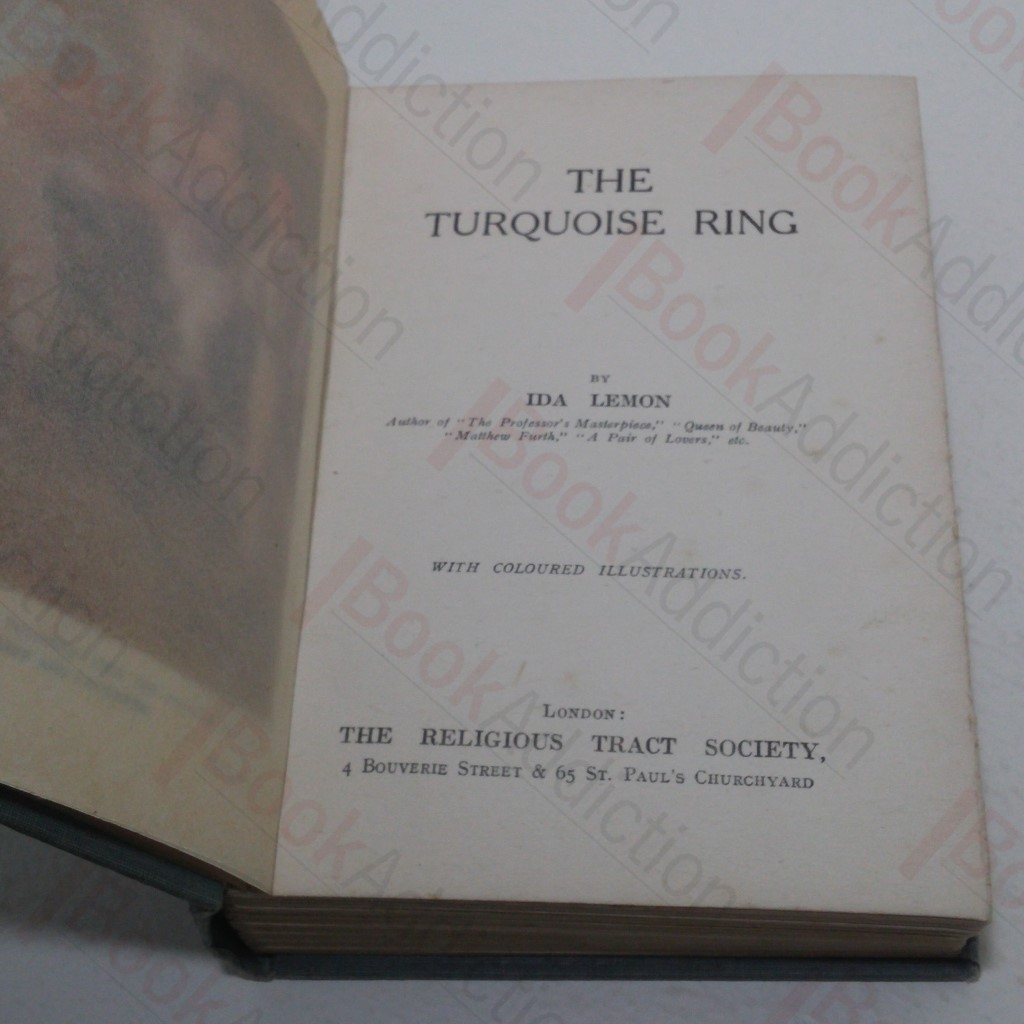 THE
TURQUOISE RING
BY
IDA LEMON
Author of "The Professor's Masterpiece," "Queen of Beauty,"
"Matthew Furth," "A Pair of Lovers," etc.
WITH COLOURED ILLUSTRATIONS.
London:
THE RELIGIOUS TRACT SOCIETY,
4 Bouverie Street & 65 St. Paul's Churchyard
BookAddiction